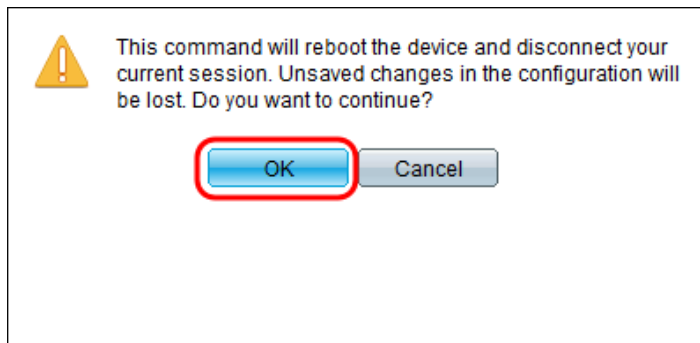 This command will reboot the device and disconnect your
current session. Unsaved changes in the configuration will
be lost. Do you want to continue?
OK Cancel